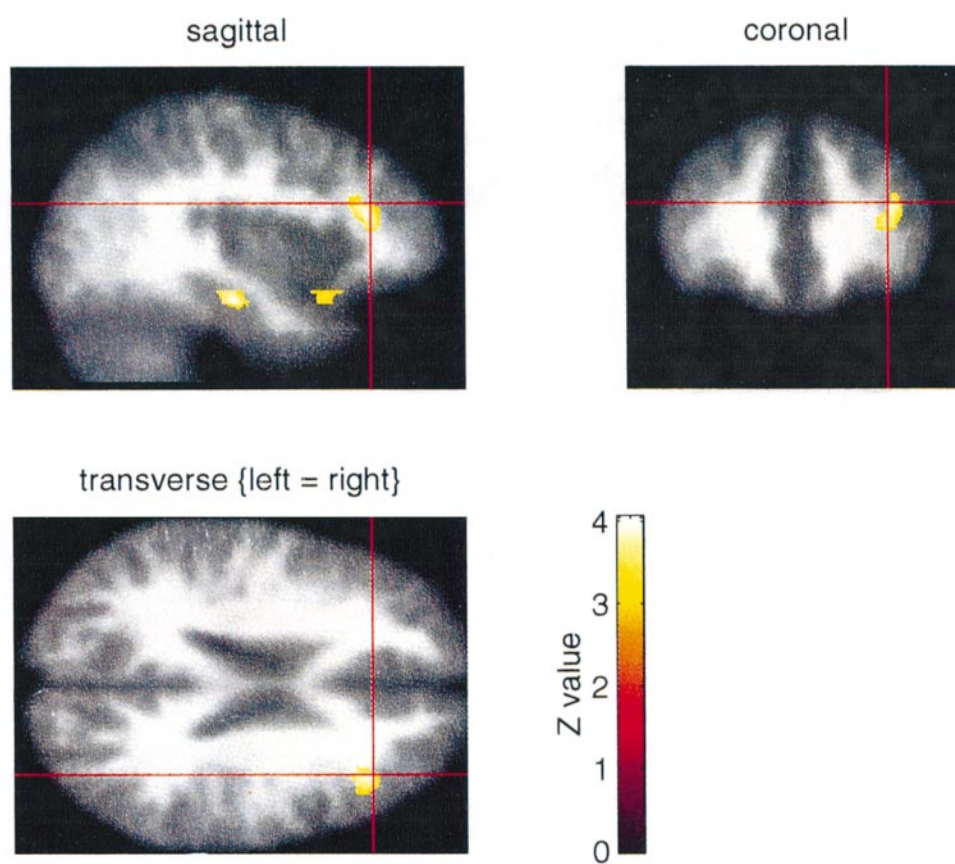 sagittal
coronal
transverse {left = right}
4
3
2
1
0
Z value